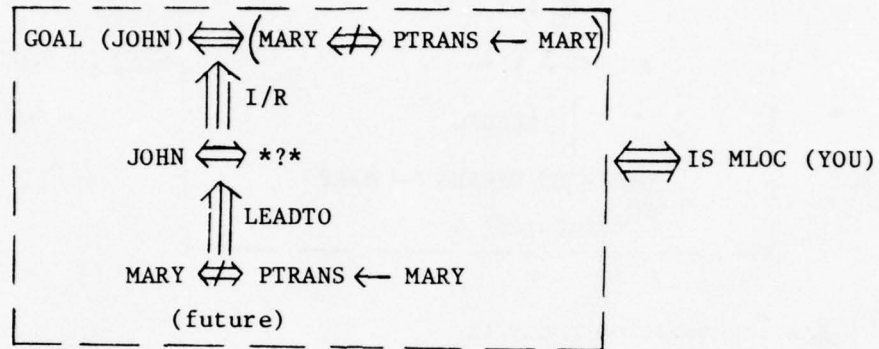 GOAL (JOHN) ⇔ (MARY ⇎ PTRANS ← MARY)
I/R
JOHN ⇔ *?*
IS MLOC (YOU)
LEADTO
MARY ⇎ PTRANS ← MARY
(future)